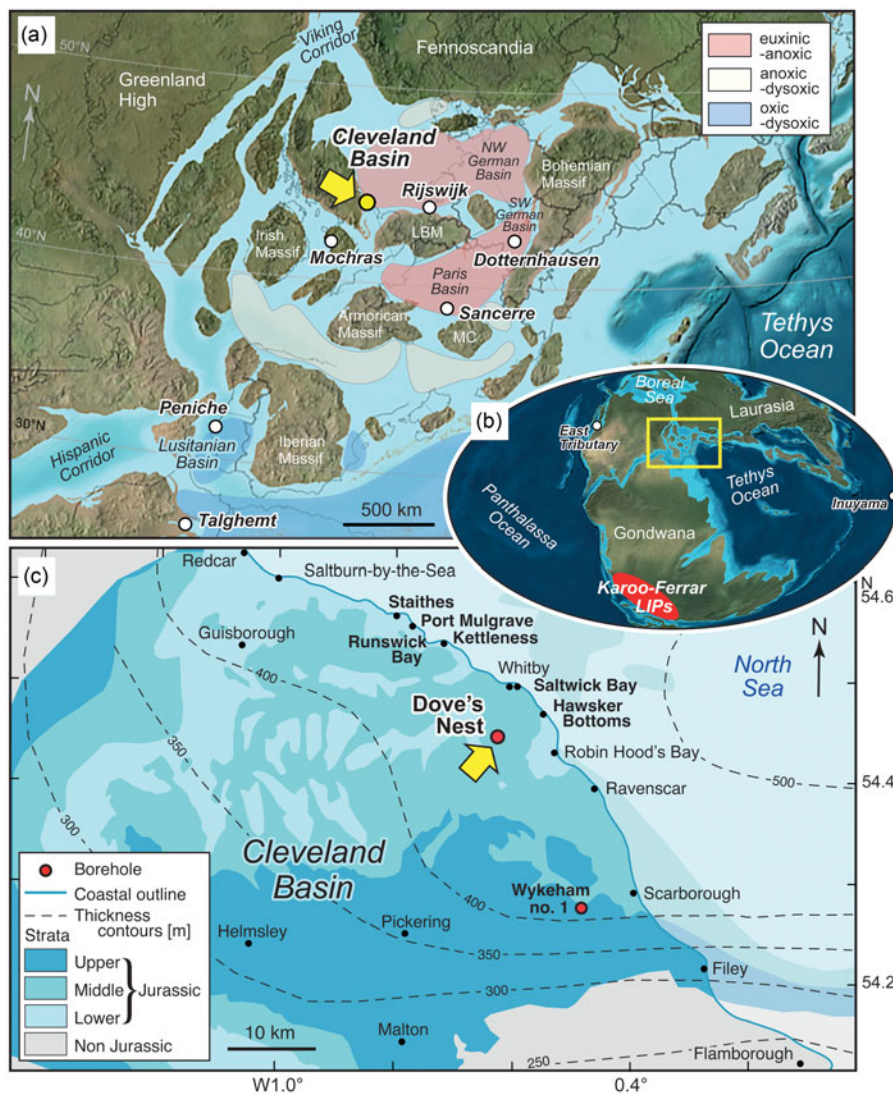 (a)
50°N
Viking
Corridor
Fennoscandia
Greenland
High
N
euxinic
-anoxic
anoxic
-dysoxic
oxic
-dysoxic
Cleveland
Basin
NW
German
Basin
Bohemian
Massif
Rijswijk
40°N
SW
German
Basin
LBM
Irish
Massif
Mochras
Dotternhausen
Paris
Basin
Sancerre
Armorican
Massif
MC
Tethys
Ocean
30°N
Peniche
Hispanic
Corridor
Lusitanian
Basin
Iberian
Massif
500 km
Talghemt
(b)
Boreal
Sea
Laurasia
East
Tributary
Tethys
Ocean
Inuyama
Panthalassa
Ocean
Gondwana
Karoo-Ferrar
LIPs
(c)
Redcar
Saltburn-by-the-Sea
Staithes
Port Mulgrave
Kettleness
Runswick
Bay
Guisborough
N
54.6
N
400
Whitby
Saltwick Bay
Hawsker
Bottoms
North
Sea
Dove's
Nest
350
Robin Hood's Bay
500
54.4
Ravenscar
300
Cleveland
Basin
Wykeham
no. 1
Scarborough
400
Helmsley
Pickering
350
300
Filey
54.2
Malton
250
Flamborough
Borehole
Coastal outline
Thickness
contours [m]
Strata
Upper
Middle
Jurassic
Lower
Non Jurassic
10 km
W1.0°
0.4°